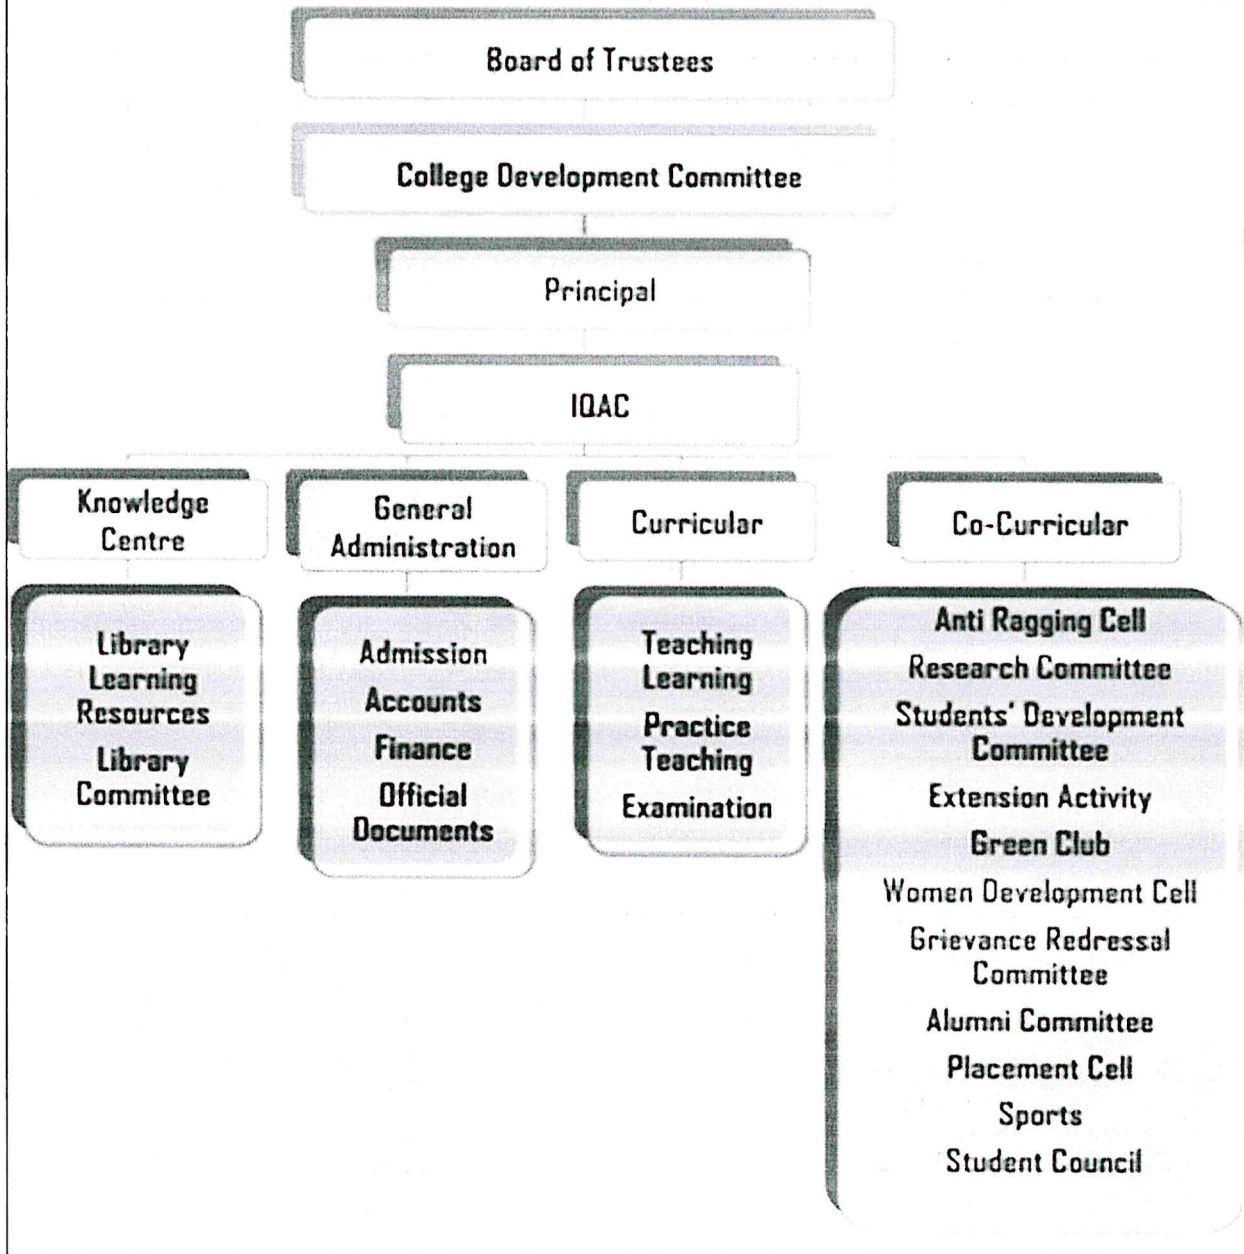 Board of Trustees
College Development Committee
Principal
IQAC
Knowledge
Centre
General
Administration
Curricular
Co-Curricular
Library
Learning
Resources
Library
Committee
Admission
Accounts
Finance
Official
Documents
Teaching
Learning
Practice
Teaching
Examination
Anti Ragging Cell
Research Committee
Students' Development
Committee
Extension Activity
Green Club
Women Development Cell
Grievance Redressal
Committee
Alumni Committee
Placement Cell
Sports
Student Council